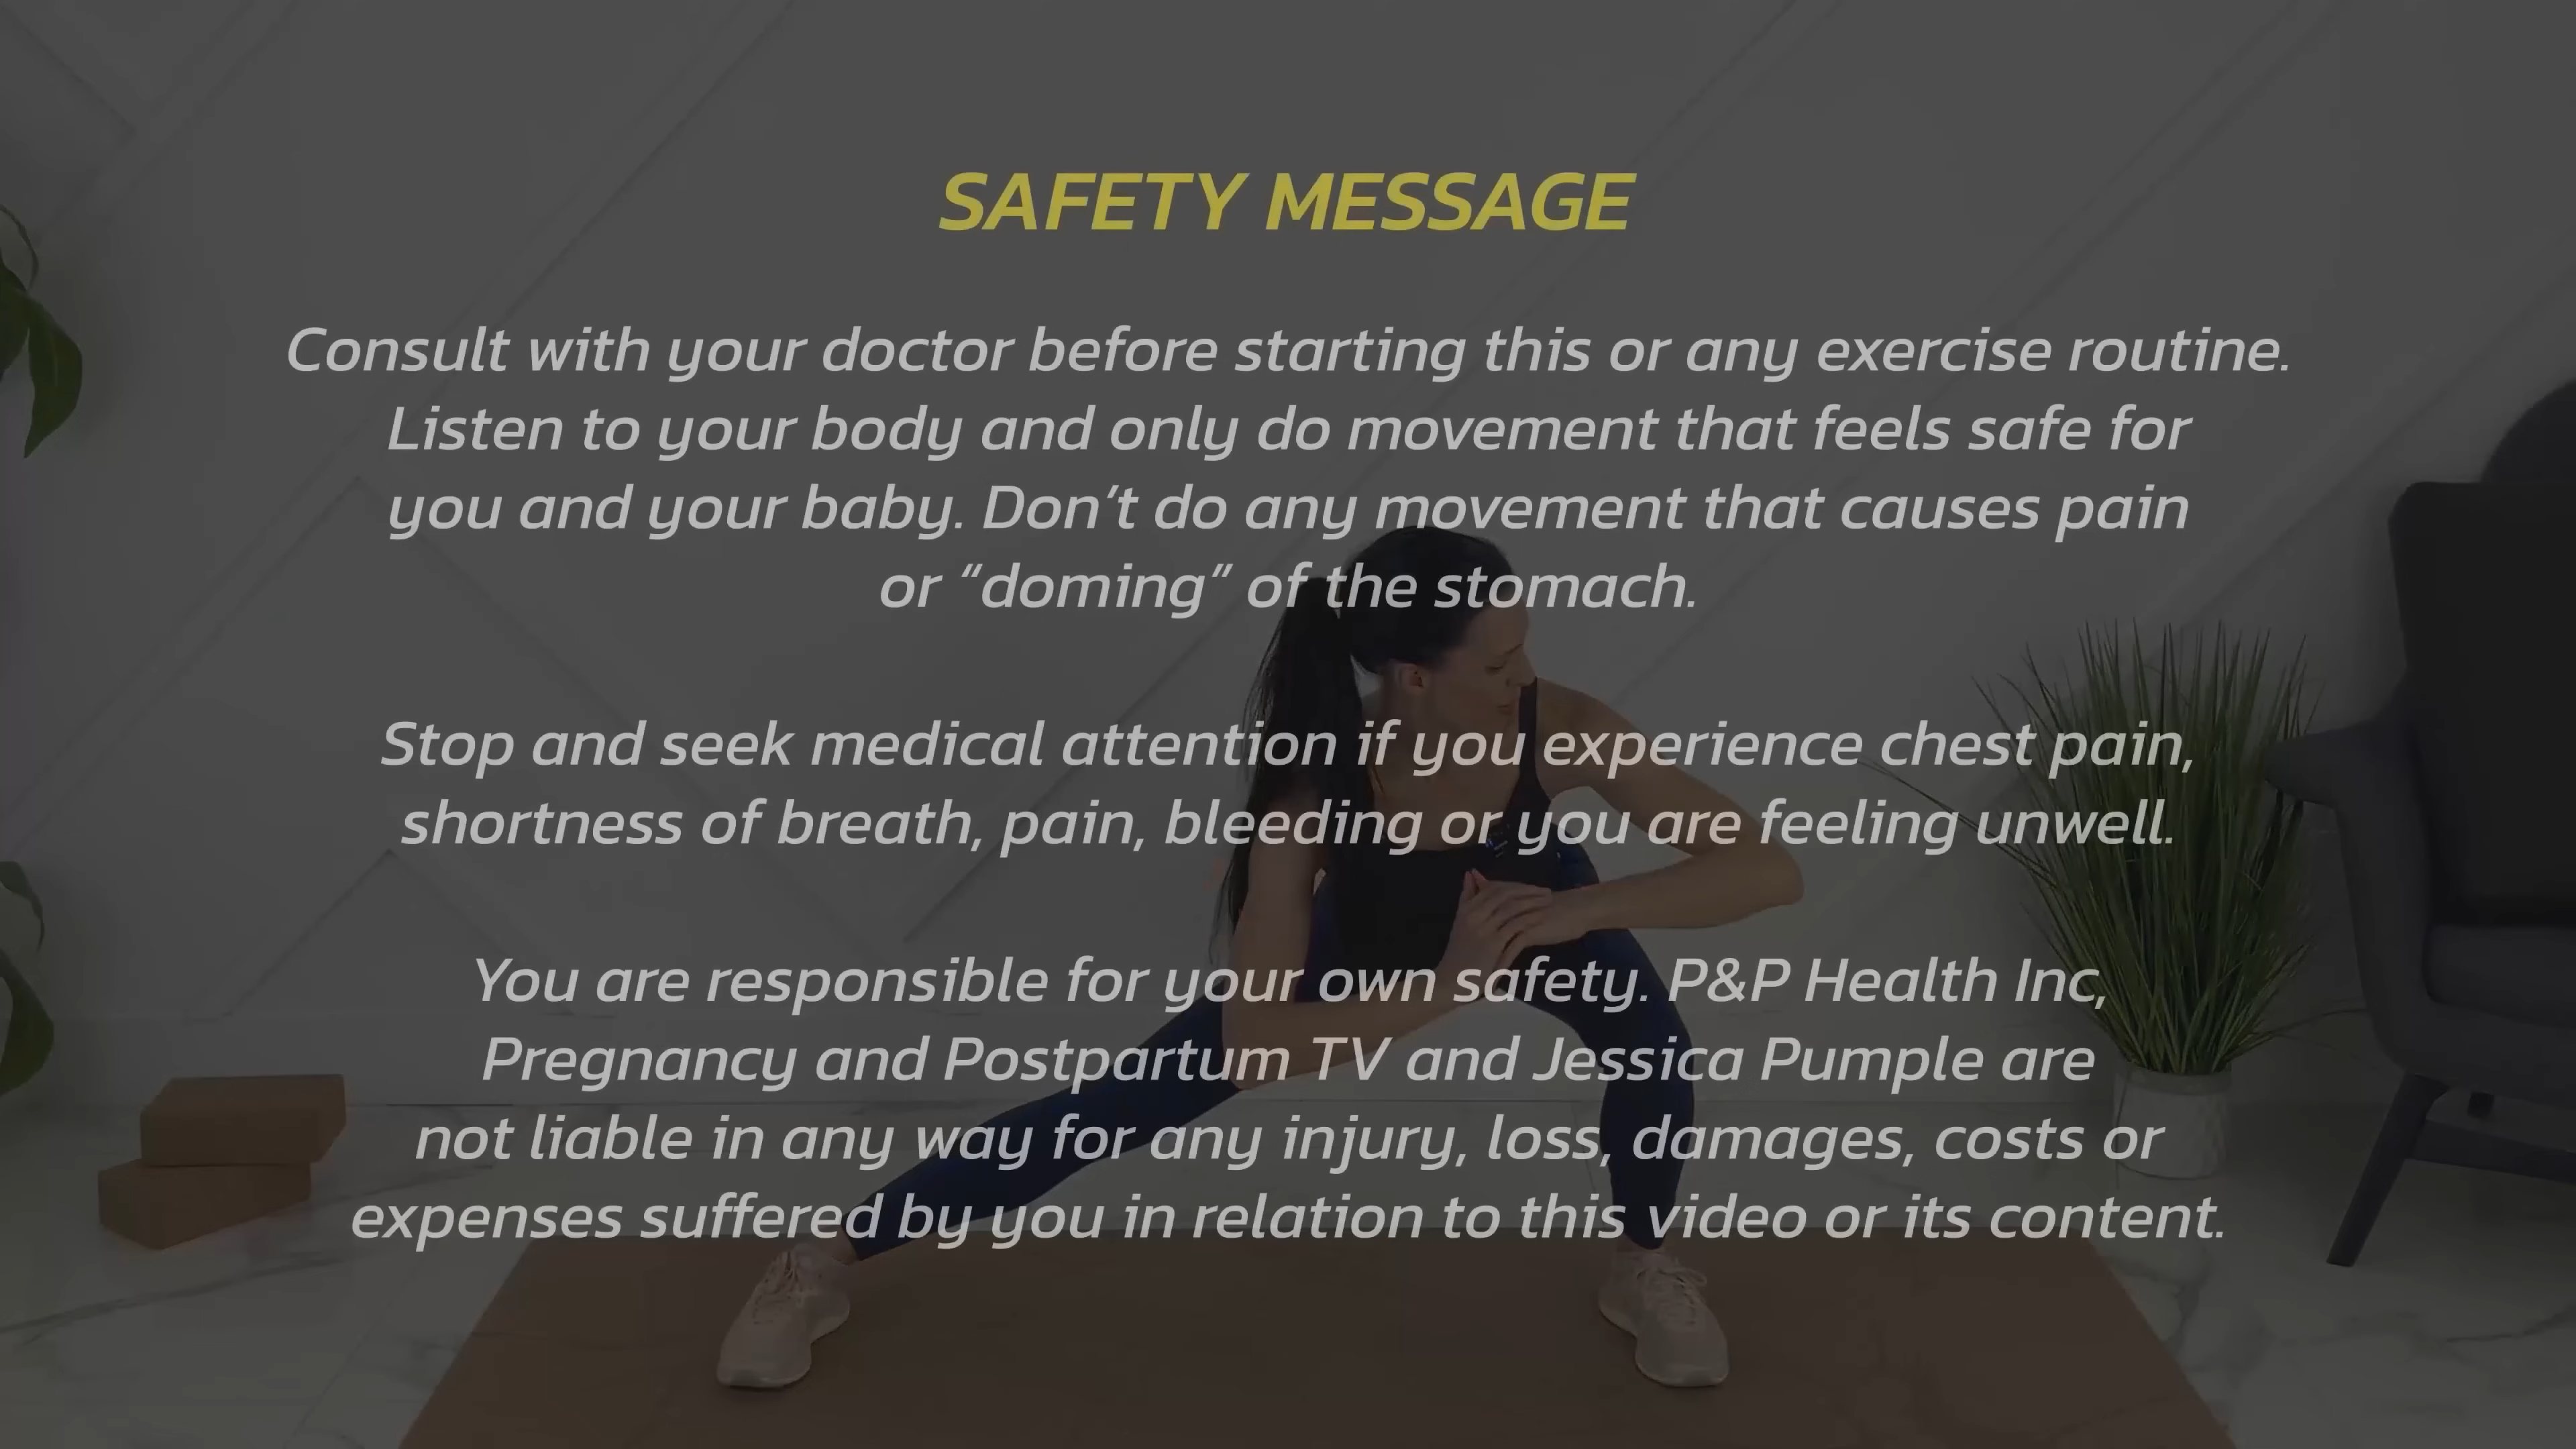 SAFETY MESSAGE
Consult with your doctor before starting this or any exercise routine.
Listen to your body and only do movement that feels safe for
you and your baby. Don’t do any movement that causes pain
or “doming” of the stomach.
Stop and seek medical attention if you experience chest pain,
shortness of breath, pain, bleeding or you are feeling unwell.
You are responsible for your own safety. P&P Health Inc,
Pregnancy and Postpartum TV and Jessica Pumple are
not liable in any way for any injury, loss, damages, costs or
expenses suffered by you in relation to this video or its content.